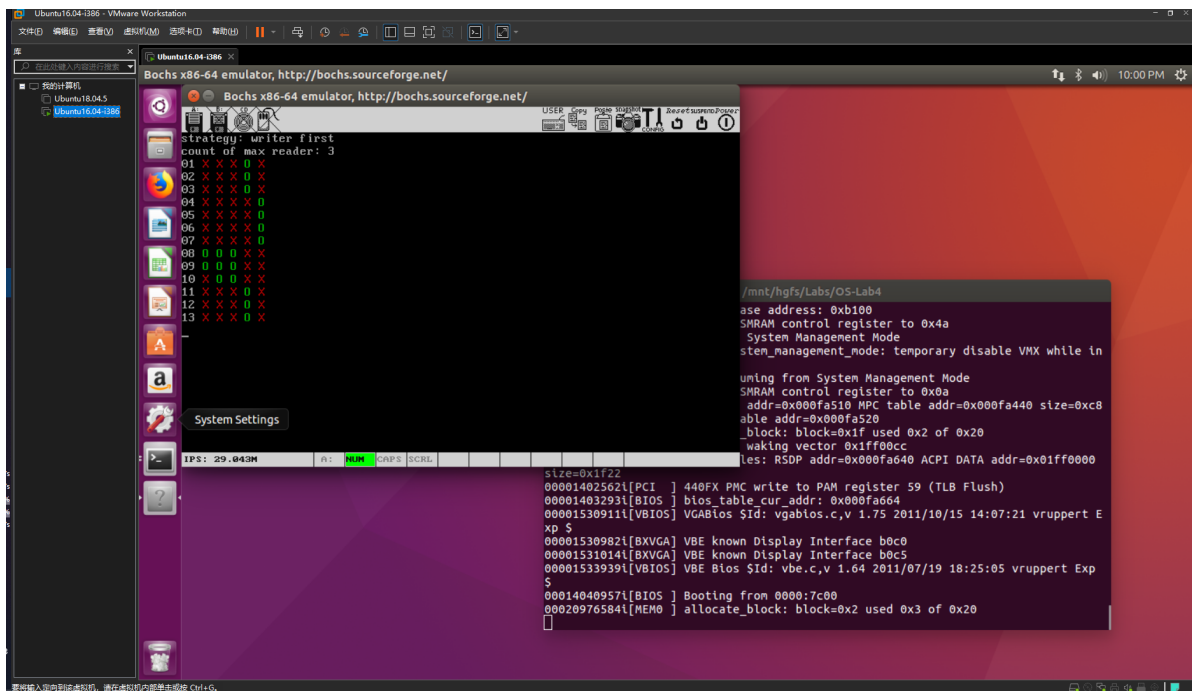 Ubuntu16.04-i386 - VMware Workstation
文件(F) 编辑(E) 查看(V) 虚拟机(M) 选项卡(T) 帮助(H)
库
在此处键入内容进行搜索
我的计算机
Ubuntu18.04.5
Ubuntu16.04-i386
Ubuntu16.04-i386
Bochs x86-64 emulator, http://bochs.sourceforge.net/
10:00 PM
Bochs x86-64 emulator, http://bochs.sourceforge.net/
USER Copy Paste Snapshot CONFIG Reset SUSPEND Power
strategy: writer first
count of max reader: 3
01 X X X O X
02 X X X O X
03 X X X O X
04 X X X X O
05 X X X X O
06 X X X X O
07 X X X X O
08 O O O X X
09 O O O X X
10 X O O X X
11 X X X O X
12 X X X O X
13 X X X O X
System Settings
IPS: 29.043M A: NUM CAPS SCRL
/mnt/hgfs/Labs/OS-Lab4
ase address: 0xb100
SMRAM control register to 0x4a
System Management Mode
stem_management_mode: temporary disable VMX while in
uming from System Management Mode
SMRAM control register to 0x0a
addr=0x000fa510 MPC table addr=0x000fa440 size=0xc8
able addr=0x000fa520
_block: block=0x1f used 0x2 of 0x20
waking vector 0x1ff00cc
les: RSDP addr=0x000fa640 ACPI DATA addr=0x01ff0000
size=0x1f22
00001402562i[PCI ] 440FX PMC write to PAM register 59 (TLB Flush)
00001403293i[BIOS ] bios_table_cur_addr: 0x000fa664
00001530911i[VBIOS] VGABios $Id: vgabios.c,v 1.75 2011/10/15 14:07:21 vruppert E
xp $
00001530982i[BXVGA] VBE known Display Interface b0c0
00001531014i[BXVGA] VBE known Display Interface b0c5
00001533939i[VBIOS] VBE Bios $Id: vbe.c,v 1.64 2011/07/19 18:25:05 vruppert Exp
$
00014040957i[BIOS ] Booting from 0000:7c00
00020976584i[MEM0 ] allocate_block: block=0x2 used 0x3 of 0x20
要将输入定向到该虚拟机，请在虚拟机内部单击或按 Ctrl+G。